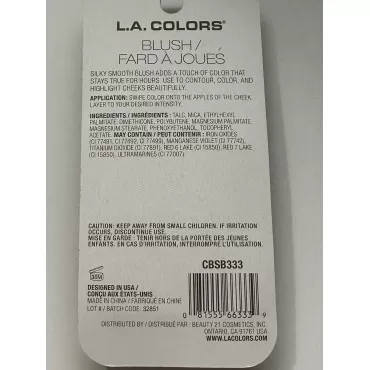 L.A. COLORS®
BLUSH /
FARD À JOUES
SILKY SMOOTH BLUSH ADDS A TOUCH OF COLOR THAT
STAYS TRUE FOR HOURS. USE TO CONTOUR, COLOR, AND
HIGHLIGHT CHEEKS BEAUTIFULLY.
APPLICATION: SWIPE COLOR ONTO THE APPLES OF THE CHEEK
LAYER TO YOUR DESIRED INTENSITY.
INGREDIENTS / INGRÉDIENTS : TALC, MICA, ETHYLHEXYL
PALMITATE, DIMETHICONE, POLYBUTENE, MAGNESIUM PALMITATE,
MAGNESIUM STEARATE, PHENOXYETHANOL, TOCOPHERYL
ACETATE. MAY CONTAIN / PEUT CONTENIR : IRON OXIDES
(CI 77491, CI 77492, CI 77499), MANGANESE VIOLET (CI 77742),
TITANIUM DIOXIDE (CI 77891), RED 6 LAKE (CI 15850), RED 7 LAKE
(CI 15850), ULTRAMARINES (CI 77007)
CAUTION: KEEP AWAY FROM SMALL CHILDREN. IF IRRITATION
OCCURS, DISCONTINUE USE.
MISE EN GARDE : TENIR HORS DE LA PORTÉE DES JEUNES
ENFANTS. EN CAS D'IRRITATION, INTERROMPRE L'UTILISATION.
CBSB333
DESIGNED IN USA /
CONÇU AUX ÉTATS-UNIS
MADE IN CHINA / FABRIQUÉ EN CHINE
LOT # / BATCH CODE: 32851
0 81555 66333 9
DISTRIBUTED BY / DISTRIBUÉ PAR : BEAUTY 21 COSMETICS, INC.
ONTARIO, CA 91761 USA
WWW.LACOLORS.COM